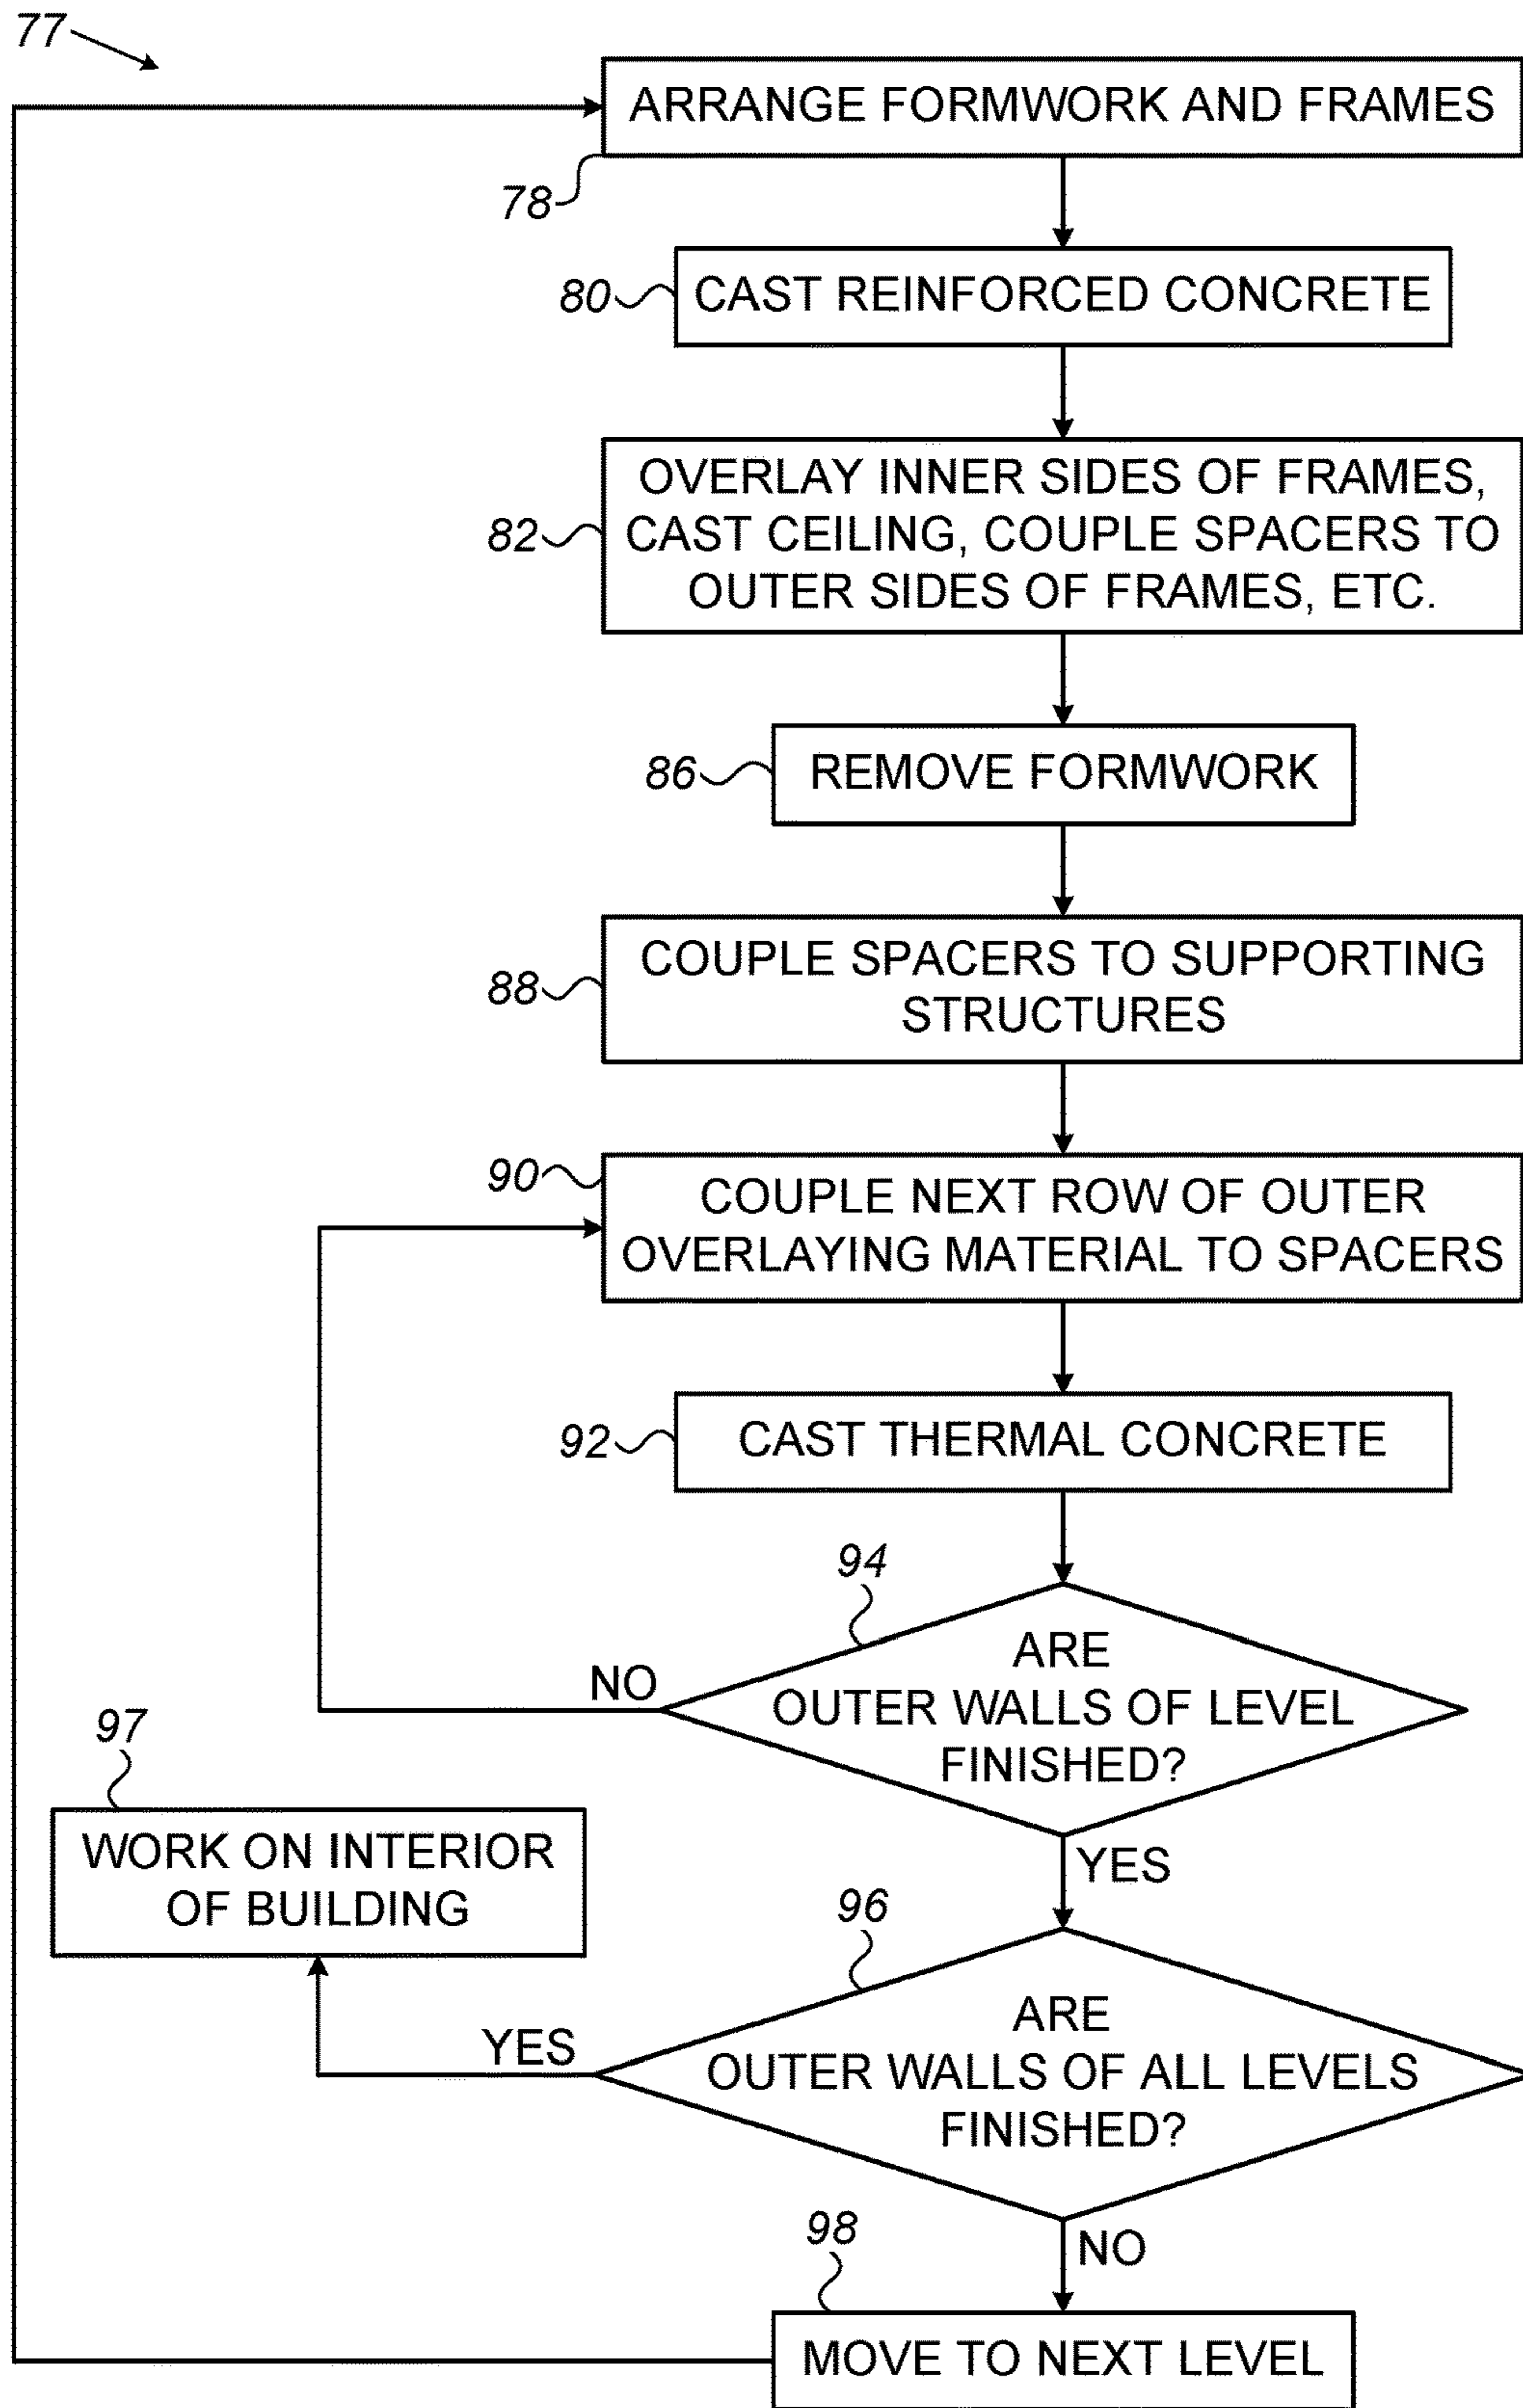 77
ARRANGE FORMWORK AND FRAMES
78
80
CAST REINFORCED CONCRETE
OVERLAY INNER SIDES OF FRAMES,
82
CAST CEILING, COUPLE SPACERS TO
OUTER SIDES OF FRAMES, ETC.
86
REMOVE FORMWORK
88
COUPLE SPACERS TO SUPPORTING
STRUCTURES
90
COUPLE NEXT ROW OF OUTER
OVERLAYING MATERIAL TO SPACERS
92
CAST THERMAL CONCRETE
94
ARE
OUTER WALLS OF LEVEL
FINISHED?
NO
YES
97
WORK ON INTERIOR
OF BUILDING
96
ARE
OUTER WALLS OF ALL LEVELS
FINISHED?
YES
NO
98
MOVE TO NEXT LEVEL